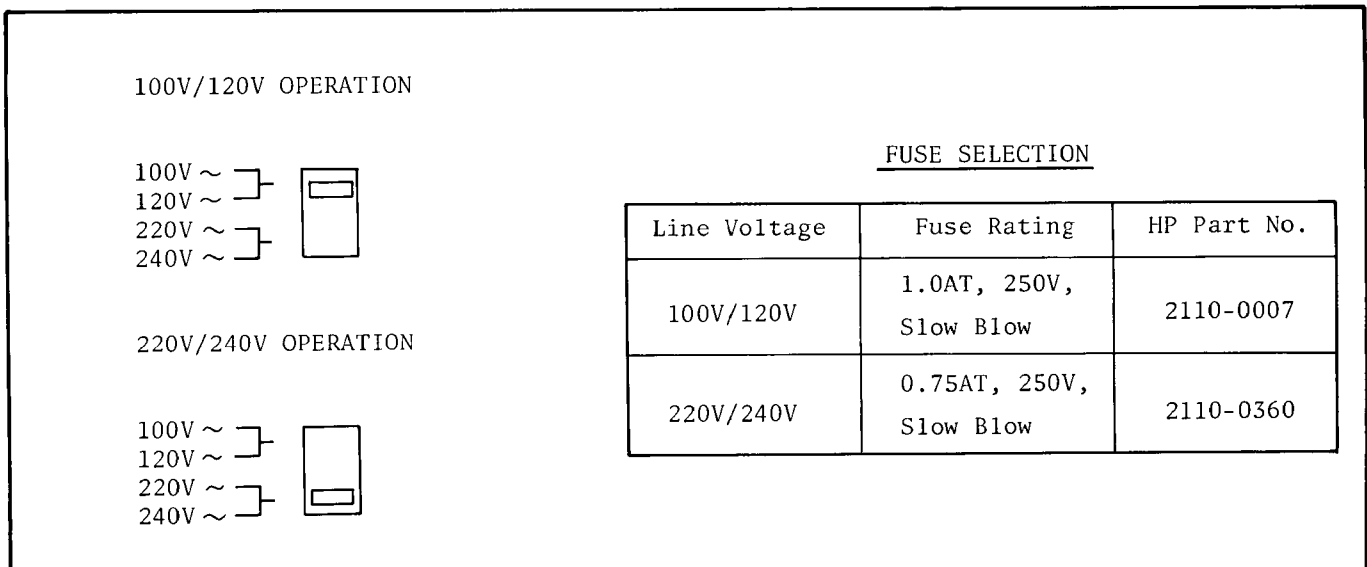 100V/120V OPERATION
100V ~
120V ~
220V ~
240V ~
220V/240V OPERATION
100V ~
120V ~
220V ~
240V ~
FUSE SELECTION
Line Voltage Fuse Rating HP Part No.
100V/120V 1.0AT, 250V, Slow Blow 2110-0007
220V/240V 0.75AT, 250V, Slow Blow 2110-0360